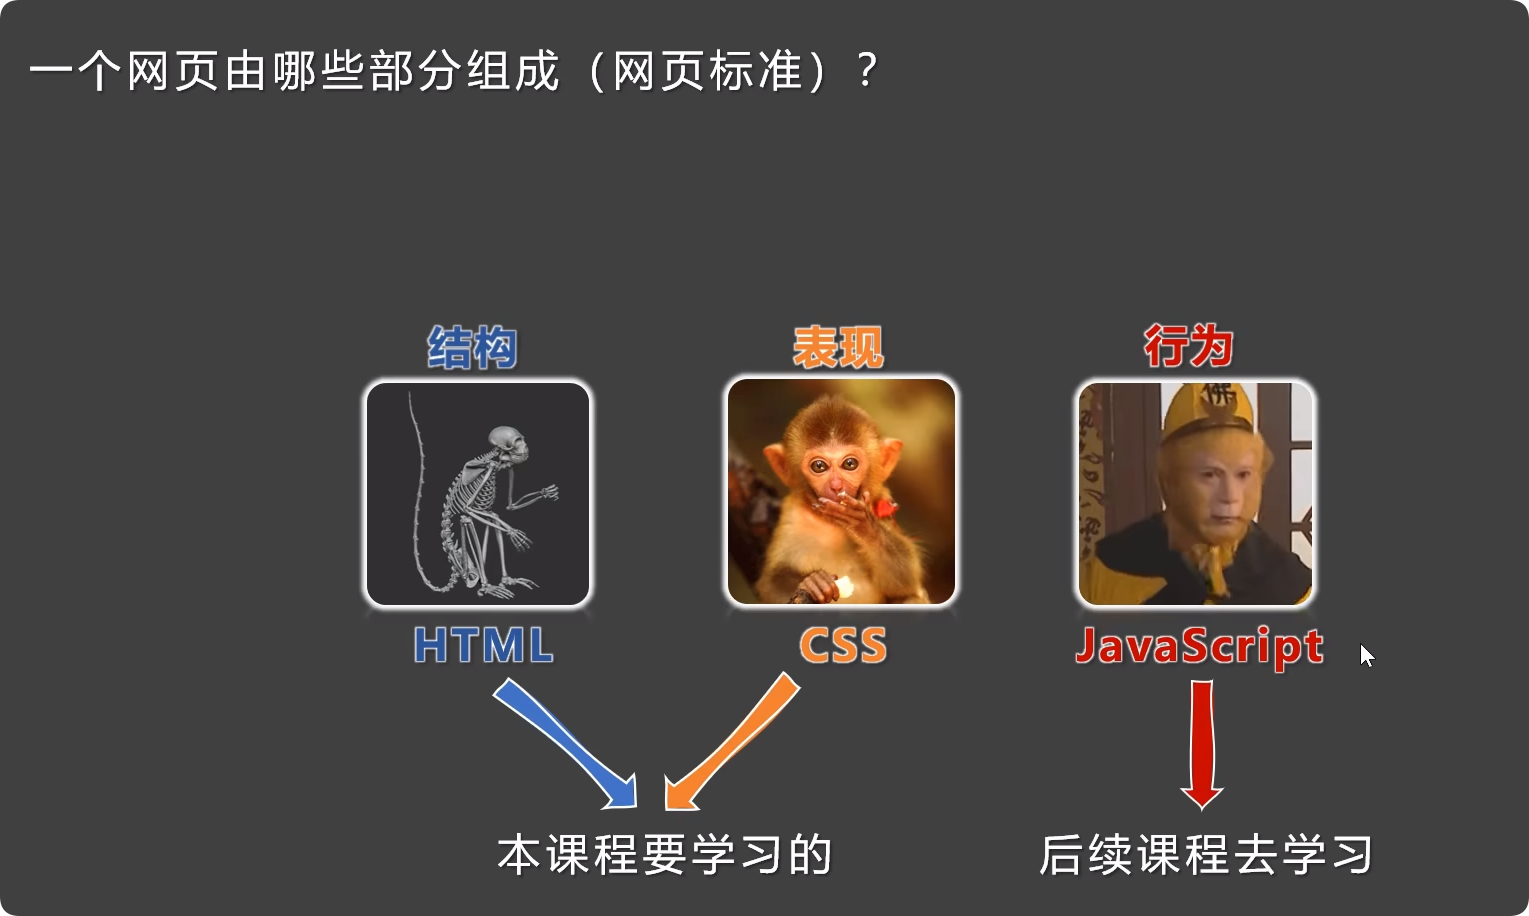 一个网页由哪些部分组成（网页标准）？
结构
表现
行为
佛
HTML
CSS
JavaScript
本课程要学习的
后续课程去学习